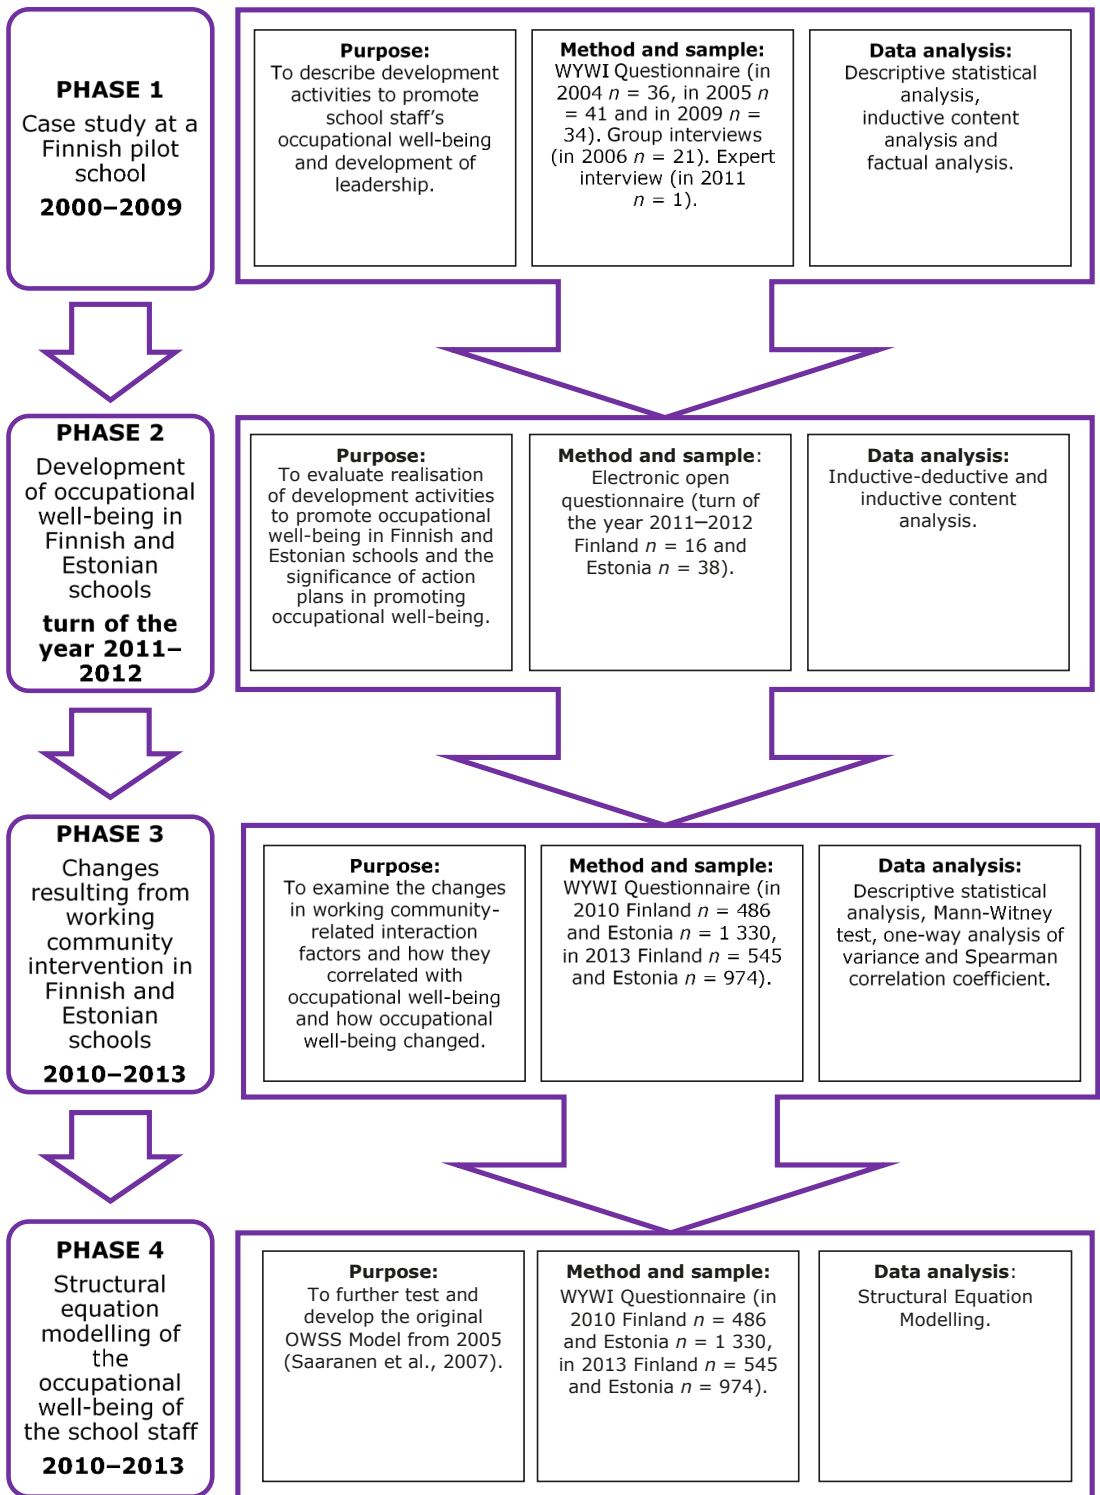 PHASE 1
Case study at a
Finnish pilot
school
2000–2009
Purpose:
To describe development
activities to promote
school staff's
occupational well-being
and development of
leadership.
Method and sample:
WYWI Questionnaire (in
2004 n = 36, in 2005 n
= 41 and in 2009 n =
34). Group interviews
(in 2006 n = 21). Expert
interview (in 2011
n = 1).
Data analysis:
Descriptive statistical
analysis,
inductive content
analysis and
factual analysis.
PHASE 2
Development
of occupational
well-being in
Finnish and
Estonian
schools
turn of the
year 2011–
2012
Purpose:
To evaluate realisation
of development activities
to promote occupational
well-being in Finnish and
Estonian schools and the
significance of action
plans in promoting
occupational well-being.
Method and sample:
Electronic open
questionnaire (turn of
the year 2011–2012
Finland n = 16 and
Estonia n = 38).
Data analysis:
Inductive-deductive and
inductive content
analysis.
PHASE 3
Changes
resulting from
working
community
intervention in
Finnish and
Estonian
schools
2010–2013
Purpose:
To examine the changes
in working community-
related interaction
factors and how they
correlated with
occupational well-being
and how occupational
well-being changed.
Method and sample:
WYWI Questionnaire (in
2010 Finland n = 486
and Estonia n = 1 330,
in 2013 Finland n = 545
and Estonia n = 974).
Data analysis:
Descriptive statistical
analysis, Mann-Witney
test, one-way analysis of
variance and Spearman
correlation coefficient.
PHASE 4
Structural
equation
modelling of
the
occupational
well-being of
the school staff
2010–2013
Purpose:
To further test and
develop the original
OWSS Model from 2005
(Saaranen et al., 2007).
Method and sample:
WYWI Questionnaire (in
2010 Finland n = 486
and Estonia n = 1 330,
in 2013 Finland n = 545
and Estonia n = 974).
Data analysis:
Structural Equation
Modelling.